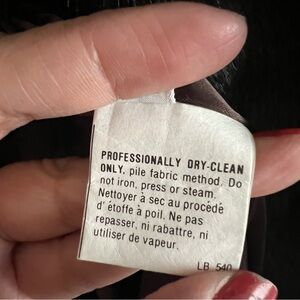 PROFESSIONALLY DRY-CLEAN
ONLY, pile fabric method. Do
not iron, press or steam.
Nettoyer à sec au procédé
d'étoffe à poil. Ne pas
repasser, ni rabattre, ni
utiliser de vapeur.
LB 540